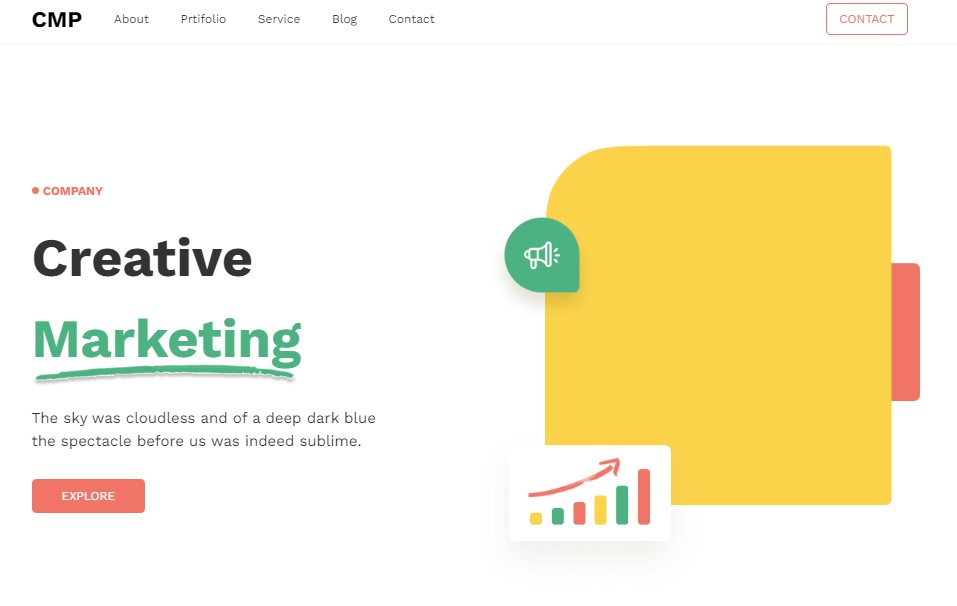 CMP About Prtifolio Service Blog Contact CONTACT
COMPANY
Creative
Marketing
The sky was cloudless and of a deep dark blue
the spectacle before us was indeed sublime.
EXPLORE